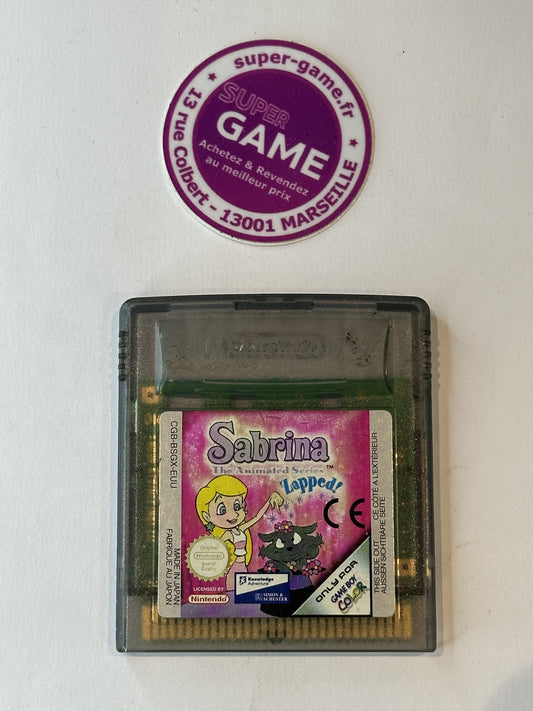 ★ super-game.fr ★
SUPER
GAME
Achetez & Revendez
au meilleur prix
13 rue Colbert - 13001 MARSEILLE
CGB-BSGX-EUU
MADE IN JAPAN
FABRIQUÉ AU JAPON
Sabrina
The Animated Series™
Zapped!
CE
Original
Nintendo
Seal of
Quality
LICENSED BY
Nintendo
Knowledge
Adventure
SIMON &
SCHUSTER
ONLY FOR
GAME BOY
COLOR
THIS SIDE OUT
CE CÔTÉ A L'EXTÉRIEUR
AUSSEN SICHTBARE SEITE